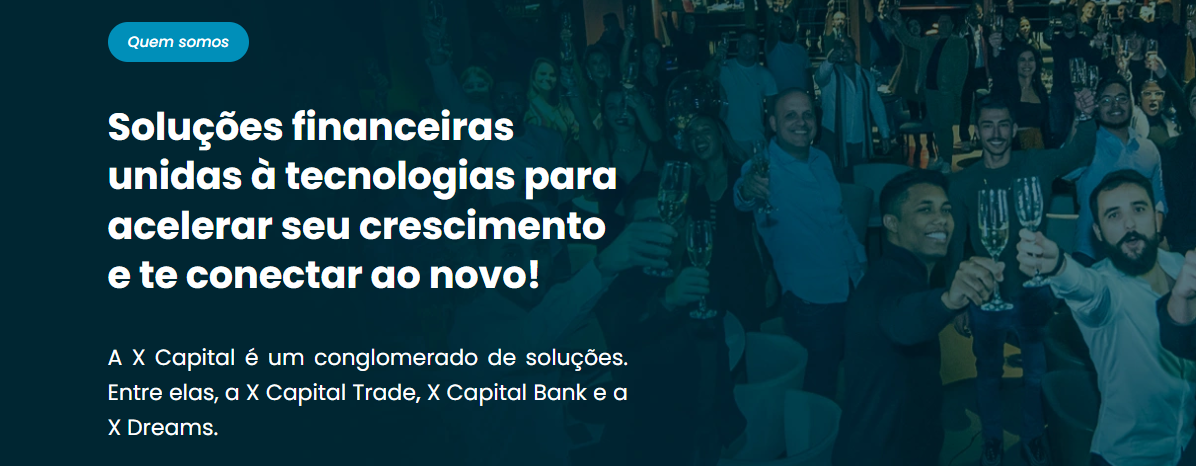 Quem somos
Soluções financeiras
unidas à tecnologias para
acelerar seu crescimento
e te conectar ao novo!
A X Capital é um conglomerado de soluções.
Entre elas, a X Capital Trade, X Capital Bank e a
X Dreams.